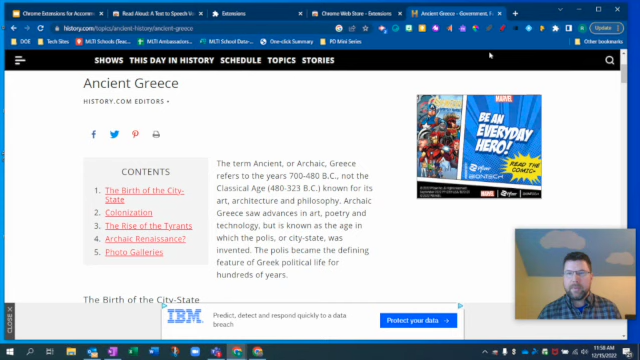 Chrome Extensions for Accomm
Read Aloud: A Text to Speech Vo
Extensions
Chrome Web Store - Extensions
Ancient Greece - Government, F
history.com/topics/ancient-history/ancient-greece
Update
DOE
Tech Sites
MLTI Schools (Teac
MLTI Ambassadors...
MLTI School Data-...
One-click Summary
PD Mini Series
Other bookmarks
SHOWS THIS DAY IN HISTORY SCHEDULE TOPICS STORIES
Ancient Greece
HISTORY.COM EDITORS •
CONTENTS
1. The Birth of the City-
State
2. Colonization
3. The Rise of the Tyrants
4. Archaic Renaissance?
5. Photo Galleries
The term Ancient, or Archaic, Greece
refers to the years 700-480 B.C., not the
Classical Age (480-323 B.C.) known for its
art, architecture and philosophy. Archaic
Greece saw advances in art, poetry and
technology, but is known as the age in
which the polis, or city-state, was
invented. The polis became the defining
feature of Greek political life for
hundreds of years.
MARVEL
BE AN
EVERYDAY
HERO!
Pfizer
BIONTECH
READ THE
COMIC
The Birth of the City-State
CLOSE X
IBM
Predict, detect and respond quickly to a data
breach
Protect your data →
11:58 AM
12/15/2022